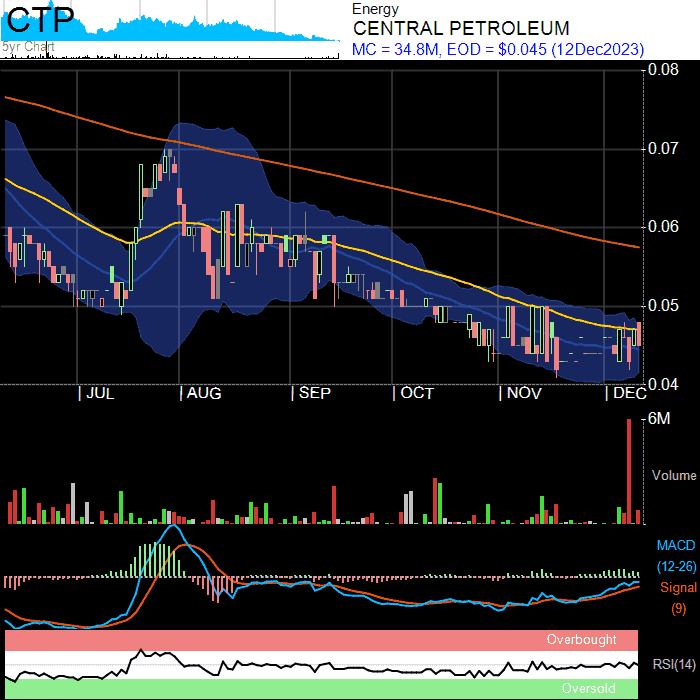 CTP
5yr Chart
Energy
CENTRAL PETROLEUM
MC = 34.8M, EOD = $0.045 (12Dec2023)
0.08
0.07
0.06
0.05
0.04
JUL AUG SEP OCT NOV DEC
6M
Volume
MACD
(12-26)
Signal
(9)
Overbought
RSI(14)
Oversold